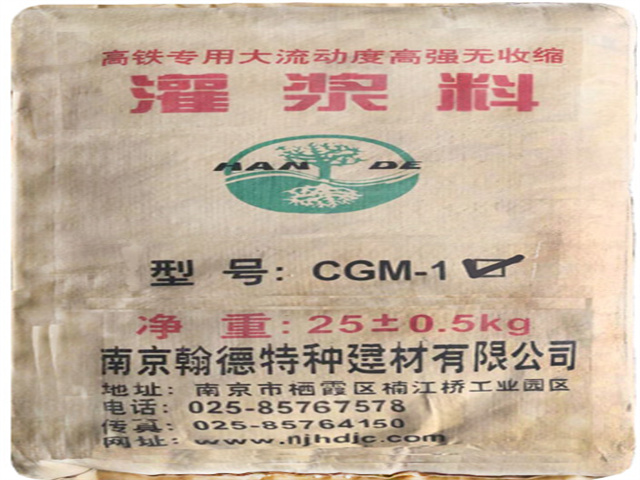 高铁专用大流动度高强无收缩
灌浆料
HAN DE
型号: CGM-1
净重: 25±0.5kg
南京翰德特种建材有限公司
地址: 南京市栖霞区楠江桥工业园区
电话: 025-85767578
传真: 025-85764150
网址: www.njhdjc.com